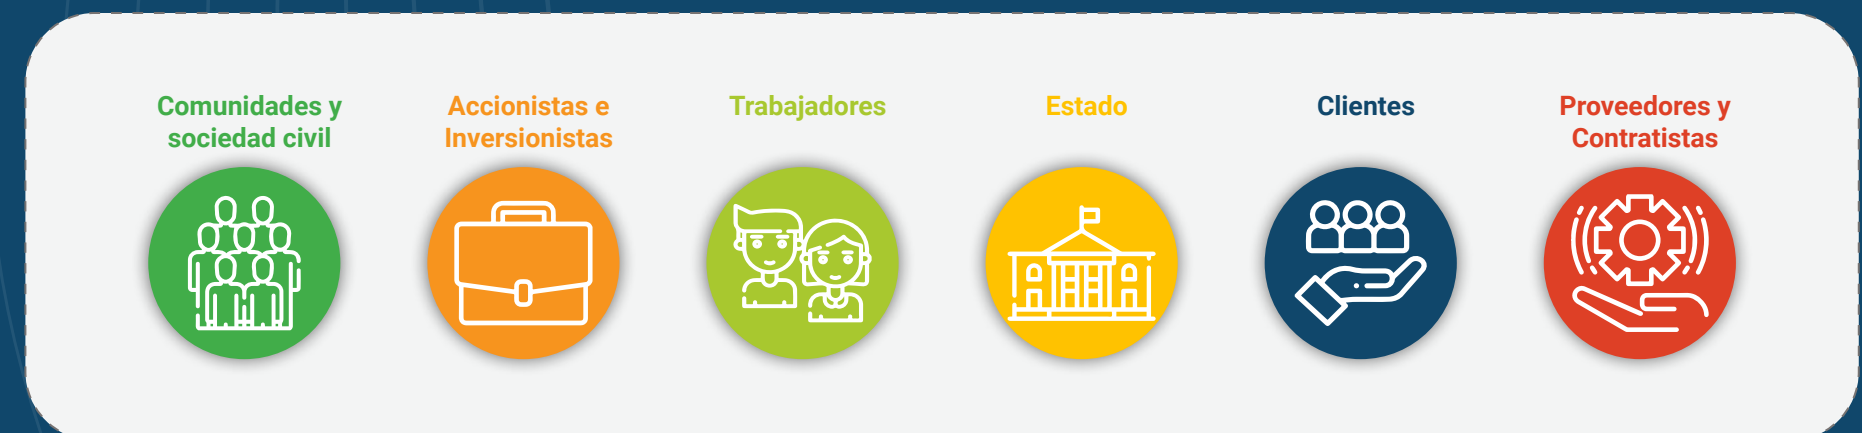 Comunidades y
sociedad civil
Accionistas e
Inversionistas
Trabajadores
Estado
Clientes
Proveedores y
Contratistas